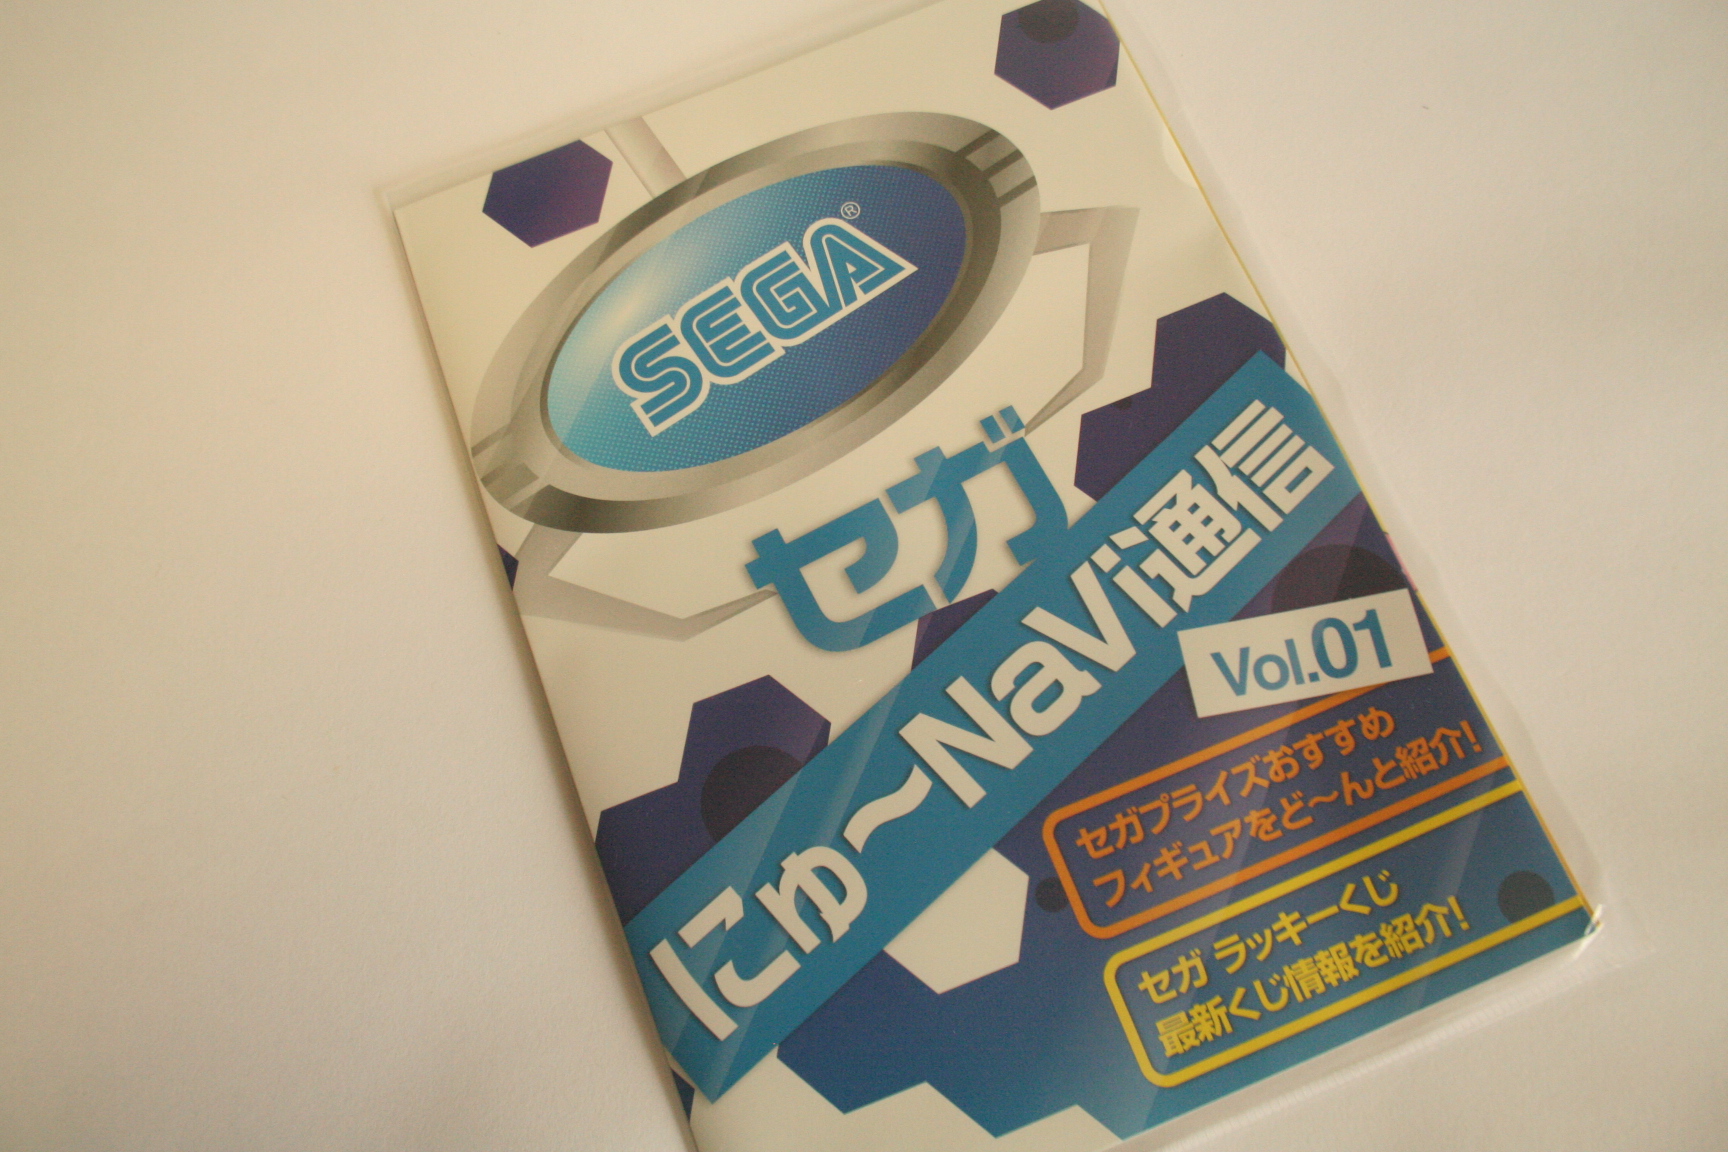 SEGA®
セガ
にゅ〜NaVi通信
Vol.01
セガプライズおすすめ
フィギュアをど〜んと紹介!
セガ ラッキーくじ
最新くじ情報を紹介!